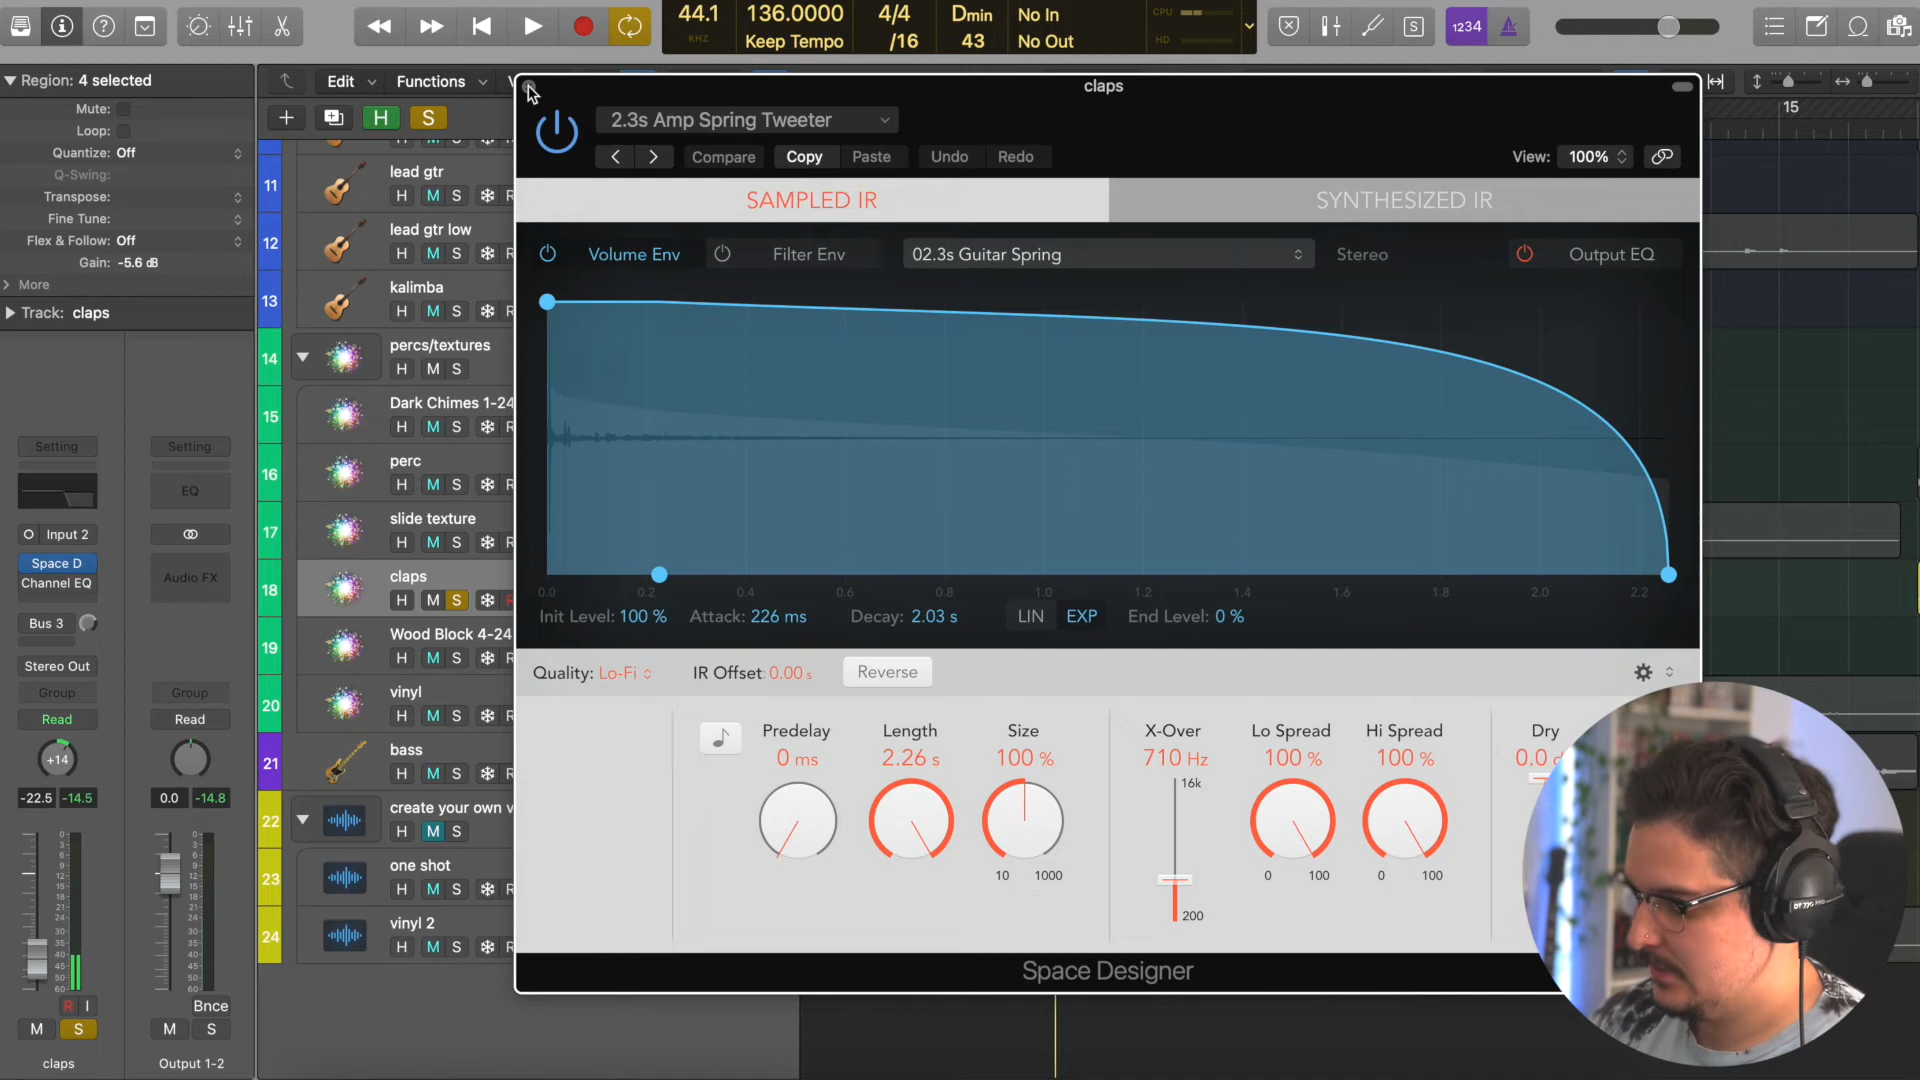 44.1
KHZ
136.0000
Keep Tempo
4/4
/16
Dmin
43
No In
No Out
CPU
HD
S
1234
Region: 4 selected
Mute:
Loop:
Quantize: Off
Q-Swing:
Transpose:
Fine Tune:
Flex & Follow: Off
Gain: -5.6 dB
More
Track: claps
Edit
Functions
H
S
15
Setting
Setting
EQ
Input 2
Space D
Channel EQ
Audio FX
Bus 3
Stereo Out
Group
Group
Read
Read
+14
-22.5 -14.5
0.0 -14.8
R I
Bnce
M S
M S
claps
Output 1-2
11
lead gtr
H M S
12
lead gtr low
H M S
13
kalimba
H M S
14
percs/textures
H M S
15
Dark Chimes 1-24
H M S
16
perc
H M S
17
slide texture
H M S
18
claps
H M S
19
Wood Block 4-24
H M S
20
vinyl
H M S
21
bass
H M S
22
create your own v
H M S
23
one shot
H M S
24
vinyl 2
H M S
claps
2.3s Amp Spring Tweeter
Compare Copy Paste Undo Redo
View: 100%
SAMPLED IR
SYNTHESIZED IR
Volume Env
Filter Env
02.3s Guitar Spring
Stereo
Output EQ
0.0 0.2 0.4 0.6 0.8 1.0 1.2 1.4 1.6 1.8 2.0 2.2
Init Level: 100 % Attack: 226 ms Decay: 2.03 s LIN EXP End Level: 0 %
Quality: Lo-Fi
IR Offset: 0.00 s
Reverse
Predelay
0 ms
Length
2.26 s
Size
100 %
10 1000
X-Over
710 Hz
16k
200
Lo Spread
100 %
0 100
Hi Spread
100 %
0 100
Dry
Space Designer
DT 770 PRO